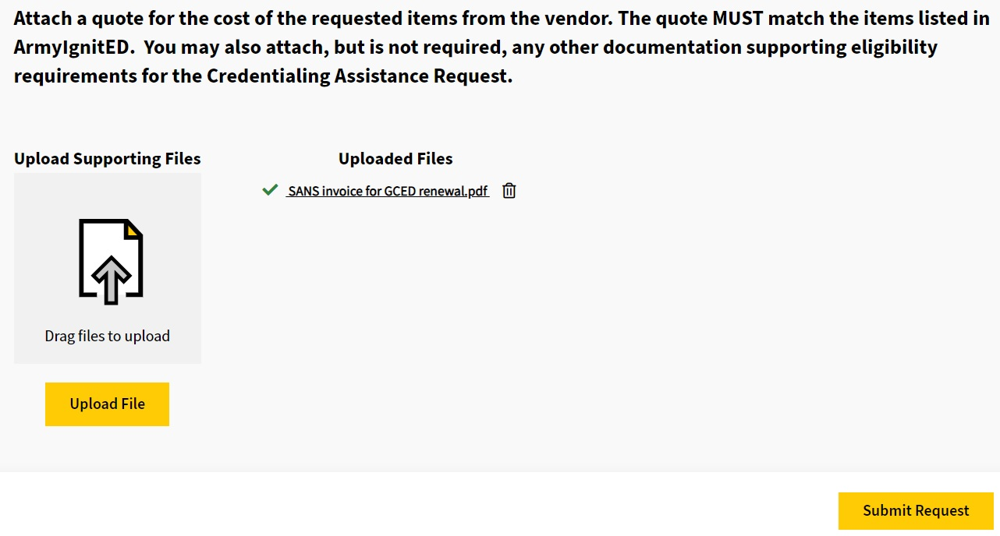 Attach a quote for the cost of the requested items from the vendor. The quote MUST match the items listed in
ArmyIgnitED.  You may also attach, but is not required, any other documentation supporting eligibility
requirements for the Credentialing Assistance Request.
Upload Supporting Files
Uploaded Files
SANS invoice for GCED renewal.pdf
Drag files to upload
Upload File
Submit Request